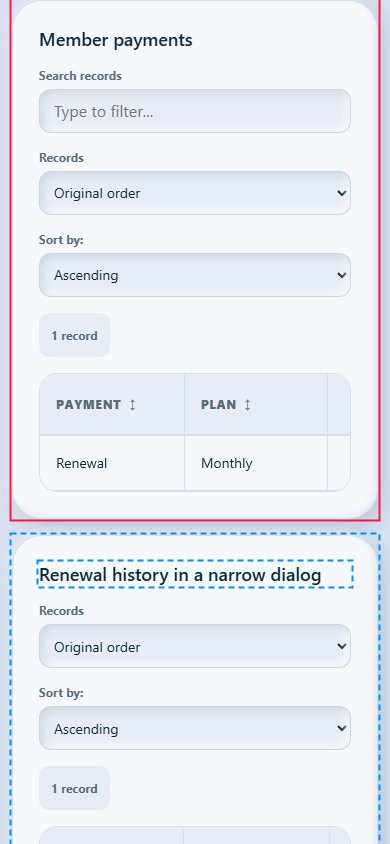 Member payments
Search records
Type to filter...
Records
Original order
Sort by:
Ascending
1 record
PAYMENT ↕ PLAN ↕
Renewal Monthly
Renewal history in a narrow dialog
Records
Original order
Sort by:
Ascending
1 record